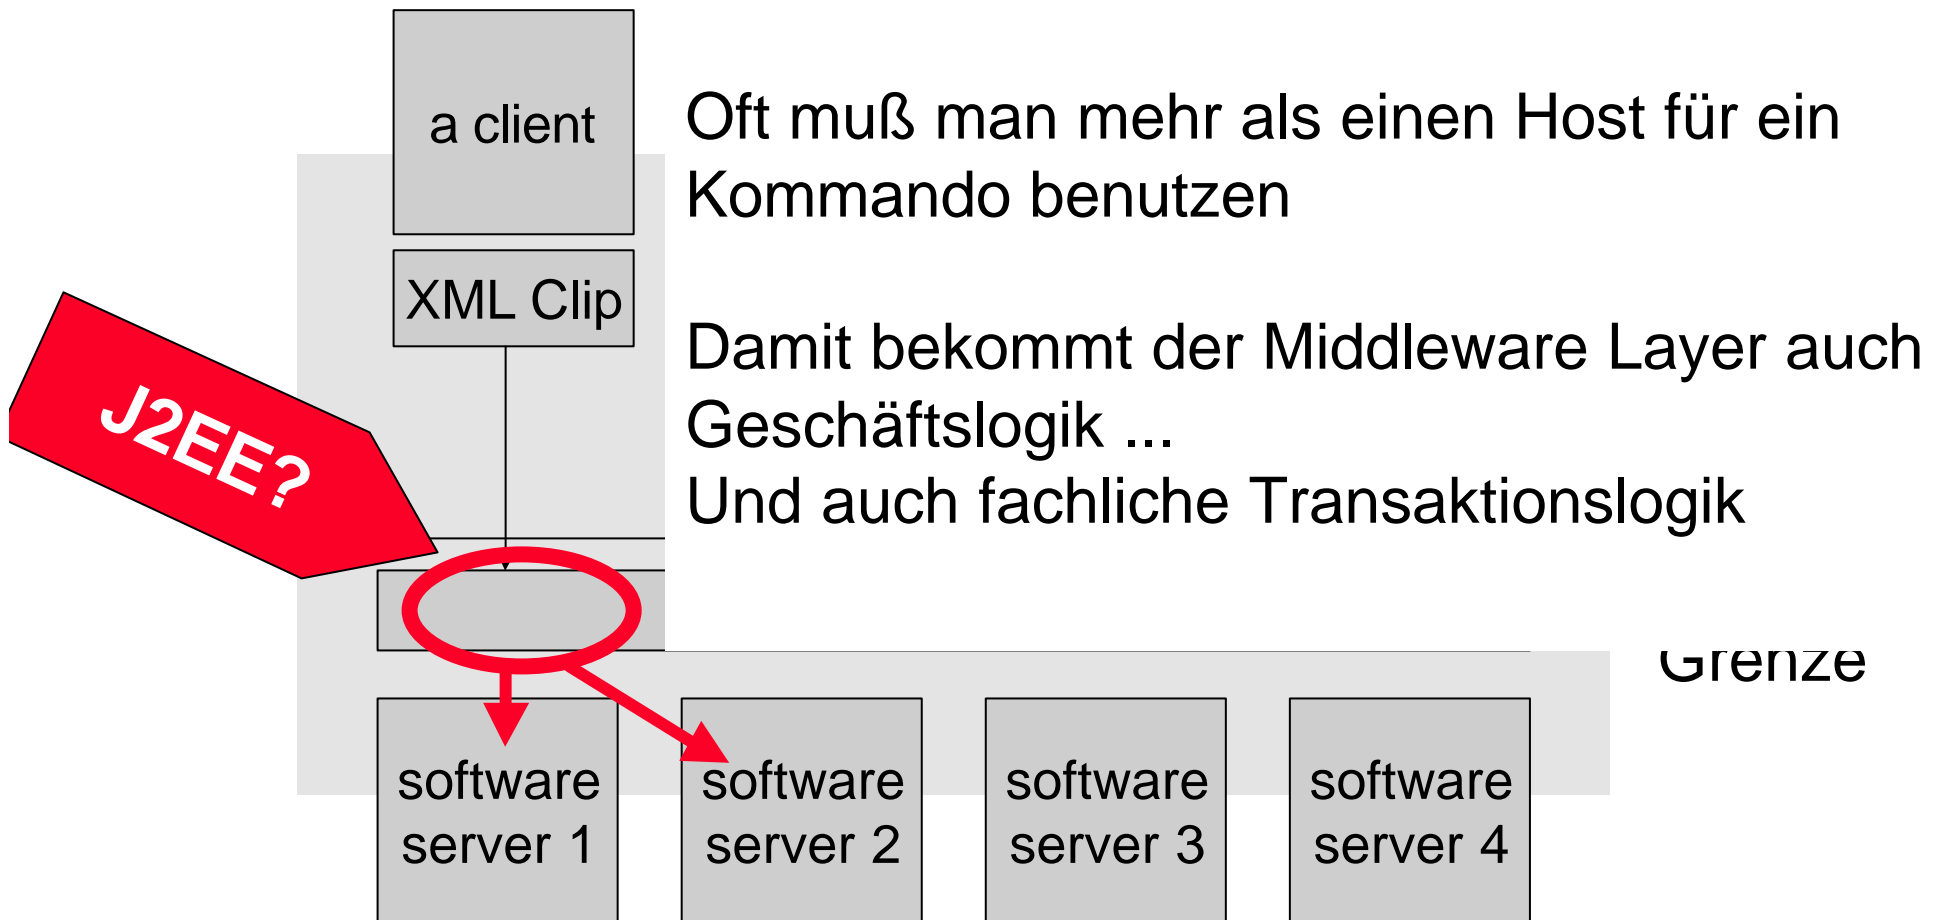 a client
Oft muß man mehr als einen Host für ein
Kommando benutzen
XML Clip
Damit bekommt der Middleware Layer auch
Geschäftslogik ...
Und auch fachliche Transaktionslogik
J2EE?
Grenze
software
server 1
software
server 2
software
server 3
software
server 4